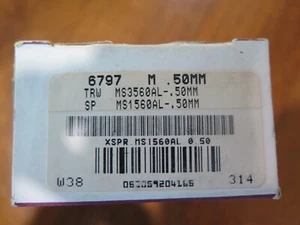 6797 M .50MM
TRW MS3560AL-.50MM
SP MS1560AL-.50MM
XSPR MS1560AL 0 50
W38 314